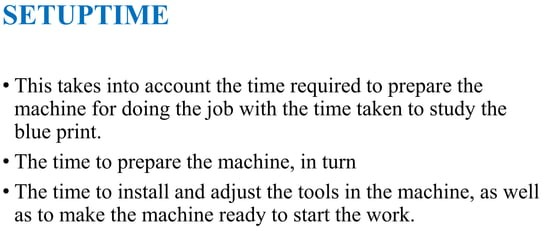 SETUPTIME
• This takes into account the time required to prepare the
machine for doing the job with the time taken to study the
blue print.
• The time to prepare the machine, in turn
• The time to install and adjust the tools in the machine, as well
as to make the machine ready to start the work.